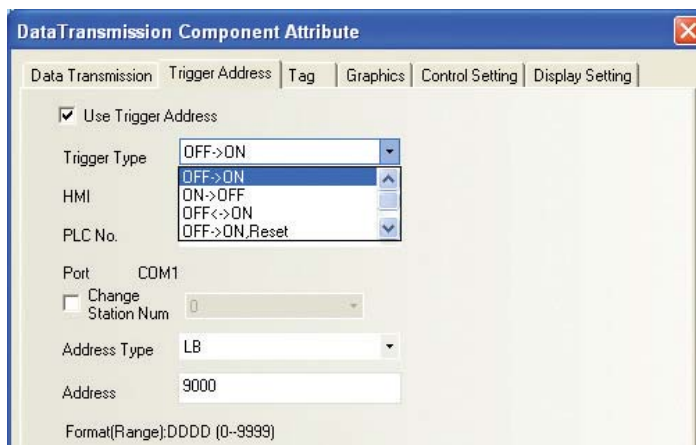 DataTransmission Component Attribute
Data Transmission Trigger Address Tag Graphics Control Setting Display Setting
Use Trigger Address
Trigger Type OFF->ON
OFF->ON
HMI ON->OFF
OFF<->ON
PLC No. OFF->ON,Reset
Port COM1
Change
Station Num 0
Address Type LB
Address 9000
Format(Range):DDDD (0--9999)